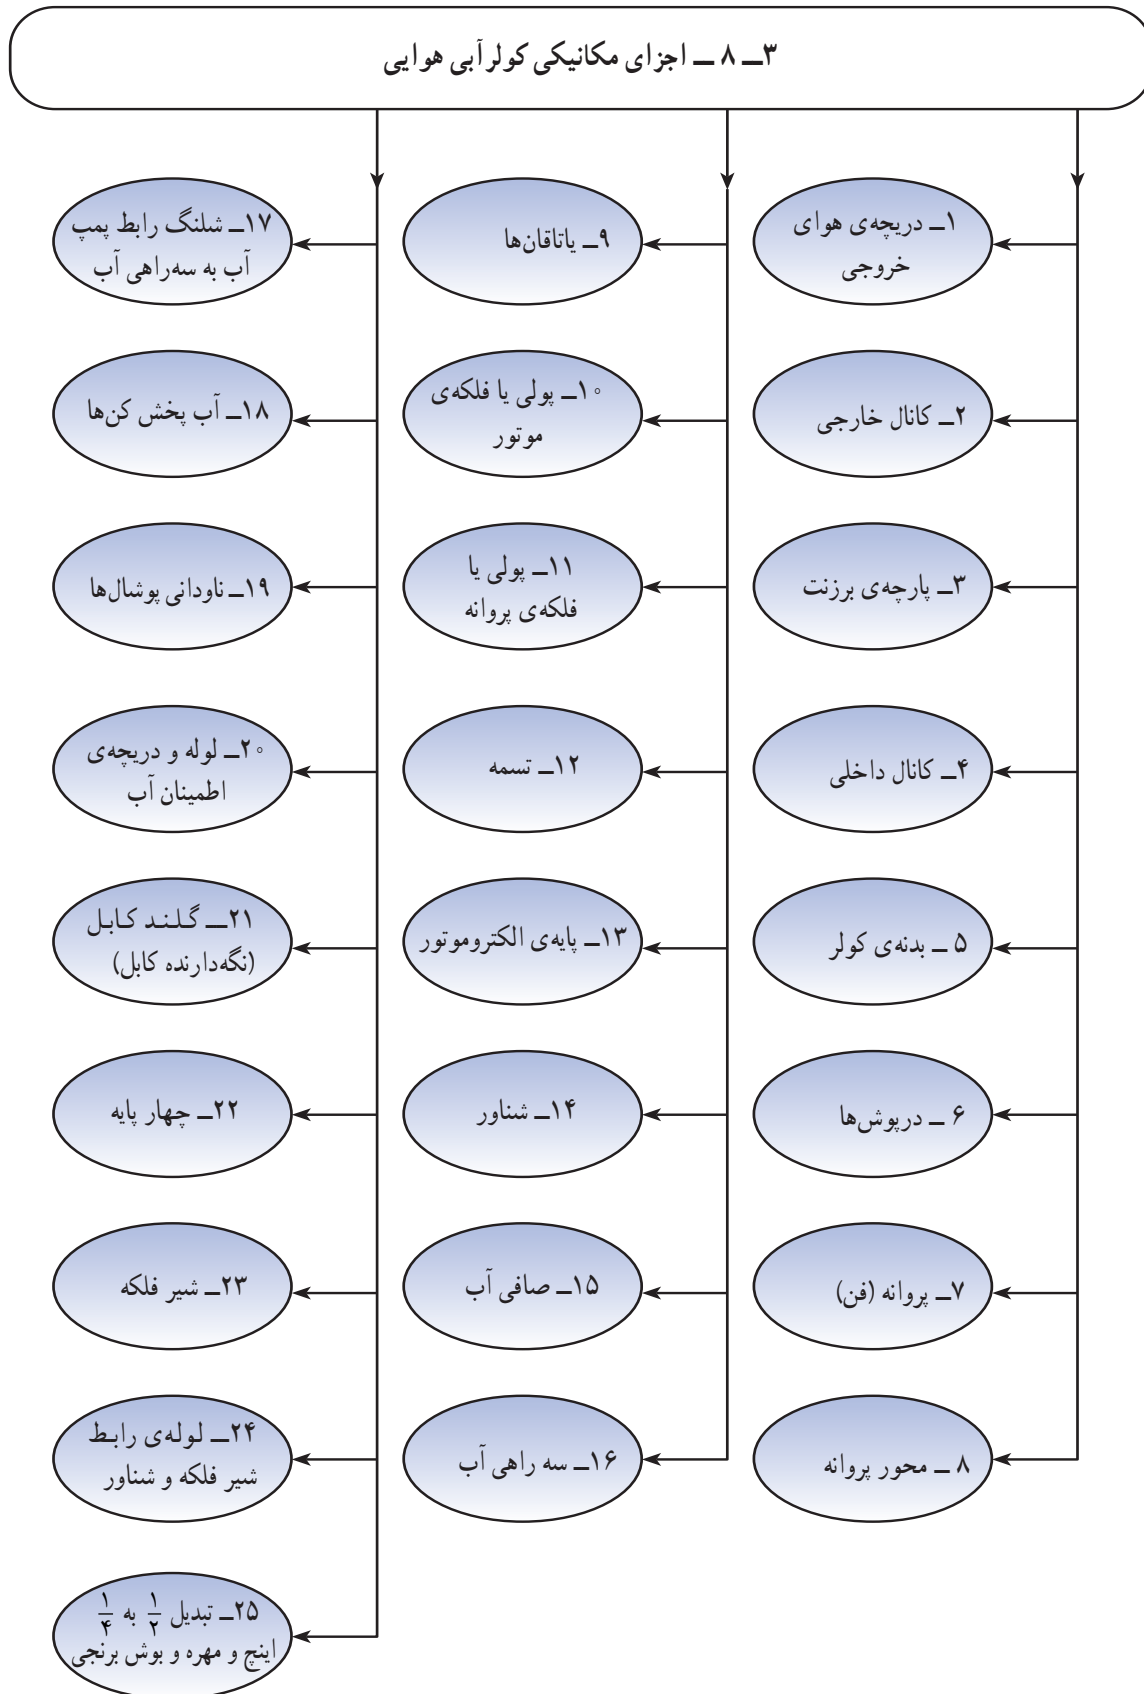 ۳ــ ۸ ــ اجزای مکانیکی کولرآبی هوایی
۱ــ دریچه‌ی هوای
خروجی
۲ــ کانال خارجی
۳ــ پارچه‌ی برزنت
۴ــ کانال داخلی
۵ ــ بدنه‌ی کولر
۶ ــ درپوش‌ها
۷ــ پروانه (فن)
۸ ــ محور پروانه
۹ــ یاتاقان‌ها
۱۰ــ پولی یا فلکه‌ی
موتور
۱۱ــ پولی یا
فلکه‌ی پروانه
۱۲ــ تسمه
۱۳ــ پایه‌ی الکتروموتور
۱۴ــ شناور
۱۵ــ صافی آب
۱۶ــ سه راهی آب
۱۷ــ شلنگ رابط پمپ
آب به سه‌راهی آب
۱۸ــ آب پخش کن‌ها
۱۹ــ ناودانی پوشال‌ها
۲۰ــ لوله و دریچه‌ی
اطمینان آب
۲۱ــ گلند کابل
(نگه‌دارنده کابل)
۲۲ــ چهار پایه
۲۳ــ شیر فلکه
۲۴ــ لوله‌ی رابط
شیر فلکه و شناور
۲۵ــ تبدیل ۱/۲ به ۱/۴
اینچ و مهره و بوش برنجی